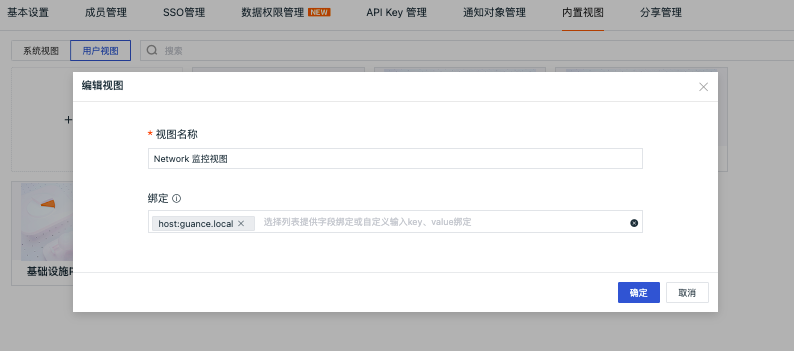 基本设置 成员管理 SSO管理 数据权限管理 NEW API Key 管理 通知对象管理 内置视图 分享管理
系统视图 用户视图 搜索
编辑视图
* 视图名称
Network 监控视图
绑定
host:guance.local 选择列表提供字段绑定或自定义输入key、value绑定
基础设施
确定 取消